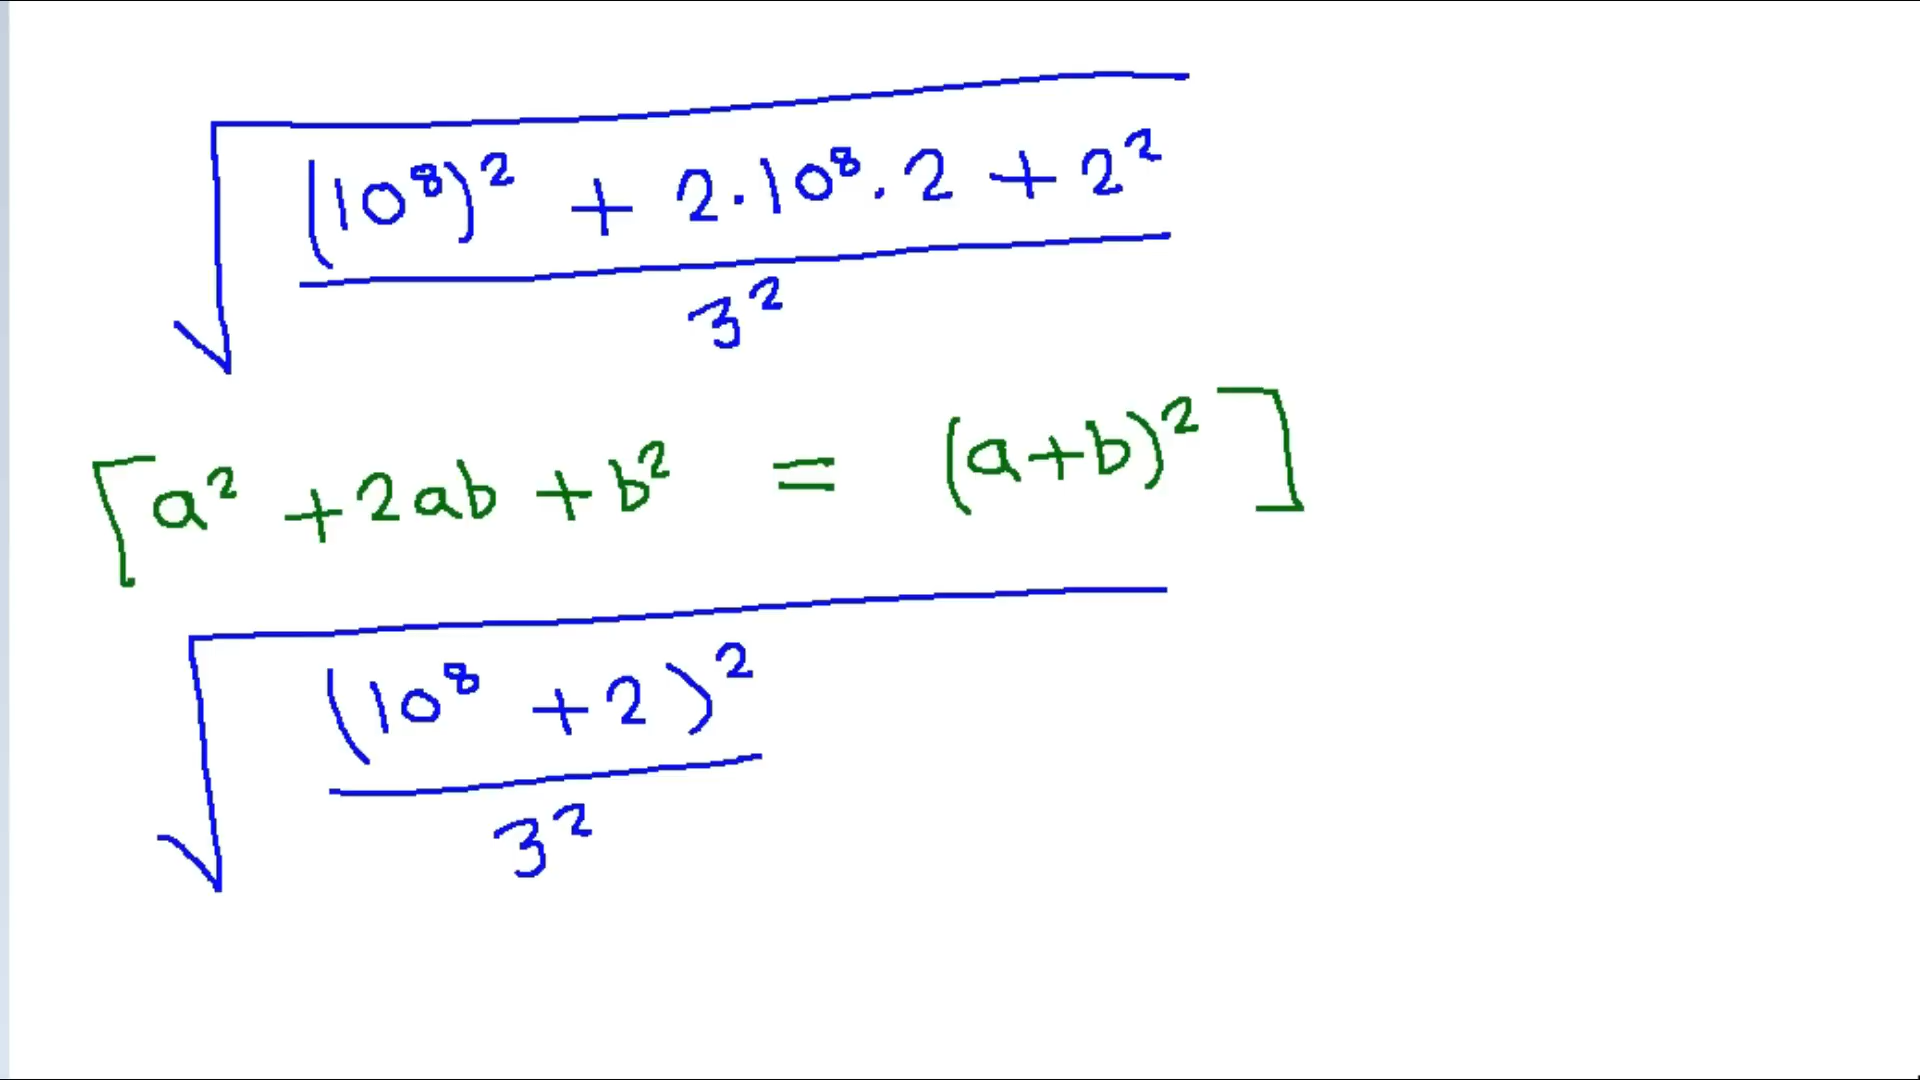 √((10⁸)² + 2·10⁸·2 + 2²)/3²
[a² + 2ab + b² = (a+b)²]
√(10⁸ + 2)²/3²